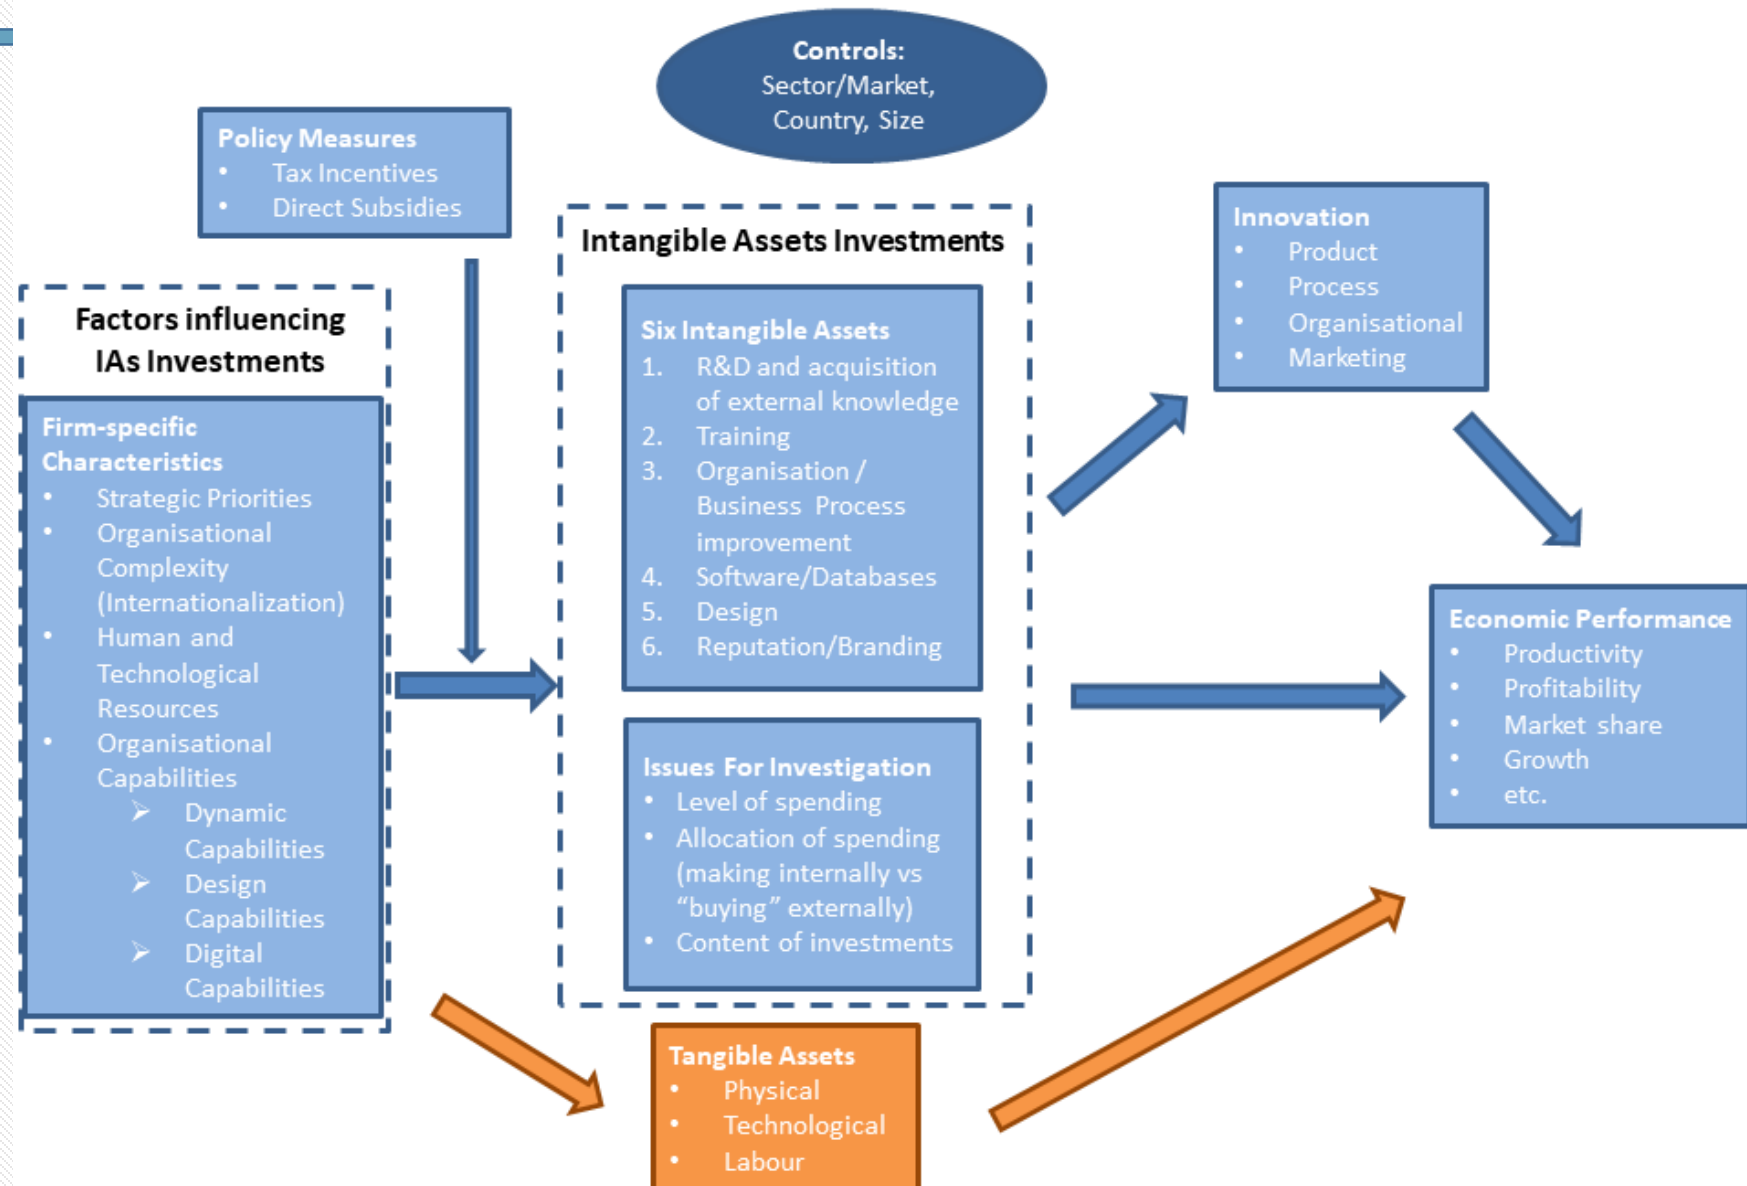 Controls:
Sector/Market,
Country, Size
Policy Measures
• Tax Incentives
• Direct Subsidies
Factors influencing
IAs Investments
Firm-specific
Characteristics
• Strategic Priorities
• Organisational
Complexity
(Internationalization)
• Human and
Technological
Resources
• Organisational
Capabilities
➢ Dynamic
Capabilities
➢ Design
Capabilities
➢ Digital
Capabilities
Intangible Assets Investments
Six Intangible Assets
1. R&D and acquisition
of external knowledge
2. Training
3. Organisation /
Business Process
improvement
4. Software/Databases
5. Design
6. Reputation/Branding
Issues For Investigation
• Level of spending
• Allocation of spending
(making internally vs
“buying” externally)
• Content of investments
Tangible Assets
• Physical
• Technological
• Labour
Innovation
• Product
• Process
• Organisational
• Marketing
Economic Performance
• Productivity
• Profitability
• Market share
• Growth
• etc.